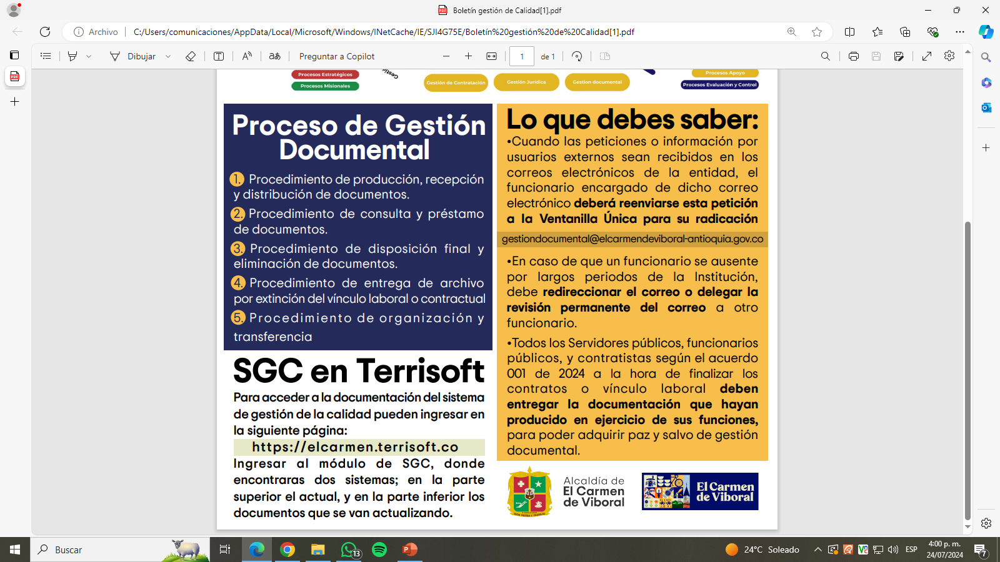 Boletín gestión de Calidad[1].pdf
Archivo
C:/Users/comunicaciones/AppData/Local/Microsoft/Windows/INetCache/IE/SJI4G75E/Boletín%20gestión%20de%20Calidad[1].pdf
Dibujar
Preguntar a Copilot
1
de 1
Procesos Estratégicos
Procesos Misionales
Gestión de Contratación
Gestión Jurídica
Gestion documental
Procesos Apoyo
Procesos Evaluación y Control
Proceso de Gestión
Documental
1. Procedimiento de producción, recepción
y distribución de documentos.
2. Procedimiento de consulta y préstamo
de documentos.
3. Procedimiento de disposición final y
eliminación de documentos.
4. Procedimiento de entrega de archivo
por extinción del vínculo laboral o contractual
5. Procedimiento de organización y
transferencia
SGC en Terrisoft
Para acceder a la documentación del sistema
de gestión de la calidad pueden ingresar en
la siguiente página:
https://elcarmen.terrisoft.co
Ingresar al módulo de SGC, donde
encontraras dos sistemas; en la parte
superior el actual, y en la parte inferior los
documentos que se van actualizando.
Lo que debes saber:
•Cuando las peticiones o información por
usuarios externos sean recibidos en los
correos electrónicos de la entidad, el
funcionario encargado de dicho correo
electrónico deberá reenviarse esta petición
a la Ventanilla Única para su radicación
gestiondocumental@elcarmendeviboral-antioquia.gov.co
•En caso de que un funcionario se ausente
por largos periodos de la Institución,
debe redireccionar el correo o delegar la
revisión permanente del correo a otro
funcionario.
•Todos los Servidores públicos, funcionarios
públicos, y contratistas según el acuerdo
001 de 2024 a la hora de finalizar los
contratos o vínculo laboral deben
entregar la documentación que hayan
producido en ejercicio de sus funciones,
para poder adquirir paz y salvo de gestión
documental.
Alcaldía de
El Carmen
de Viboral
El Carmen
de Viboral
Buscar
13
24°C Soleado
ESP
4:00 p. m.
24/07/2024
7